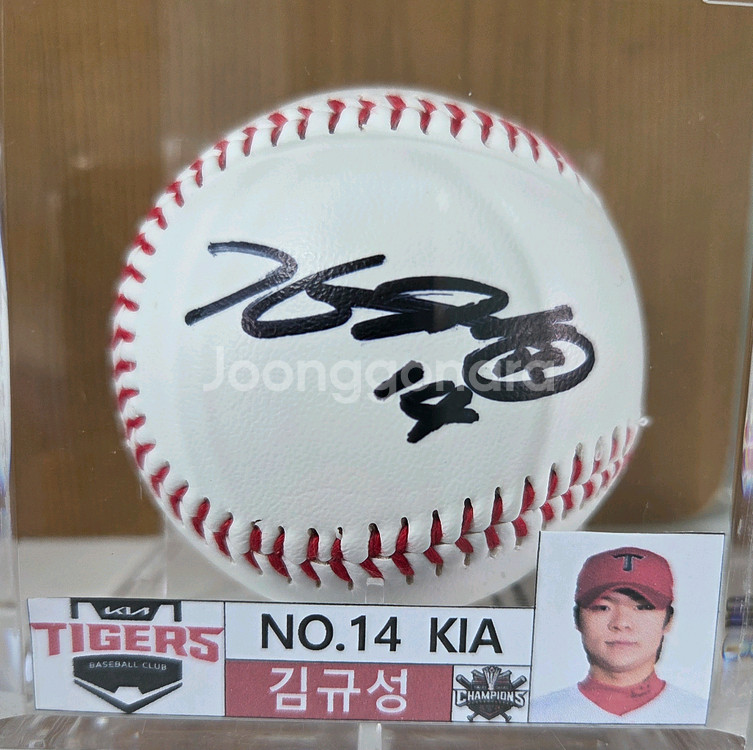 14
Joonggonara
KIA
TIGERS
BASEBALL CLUB
NO.14 KIA
김규성
CHAMPIONS
T